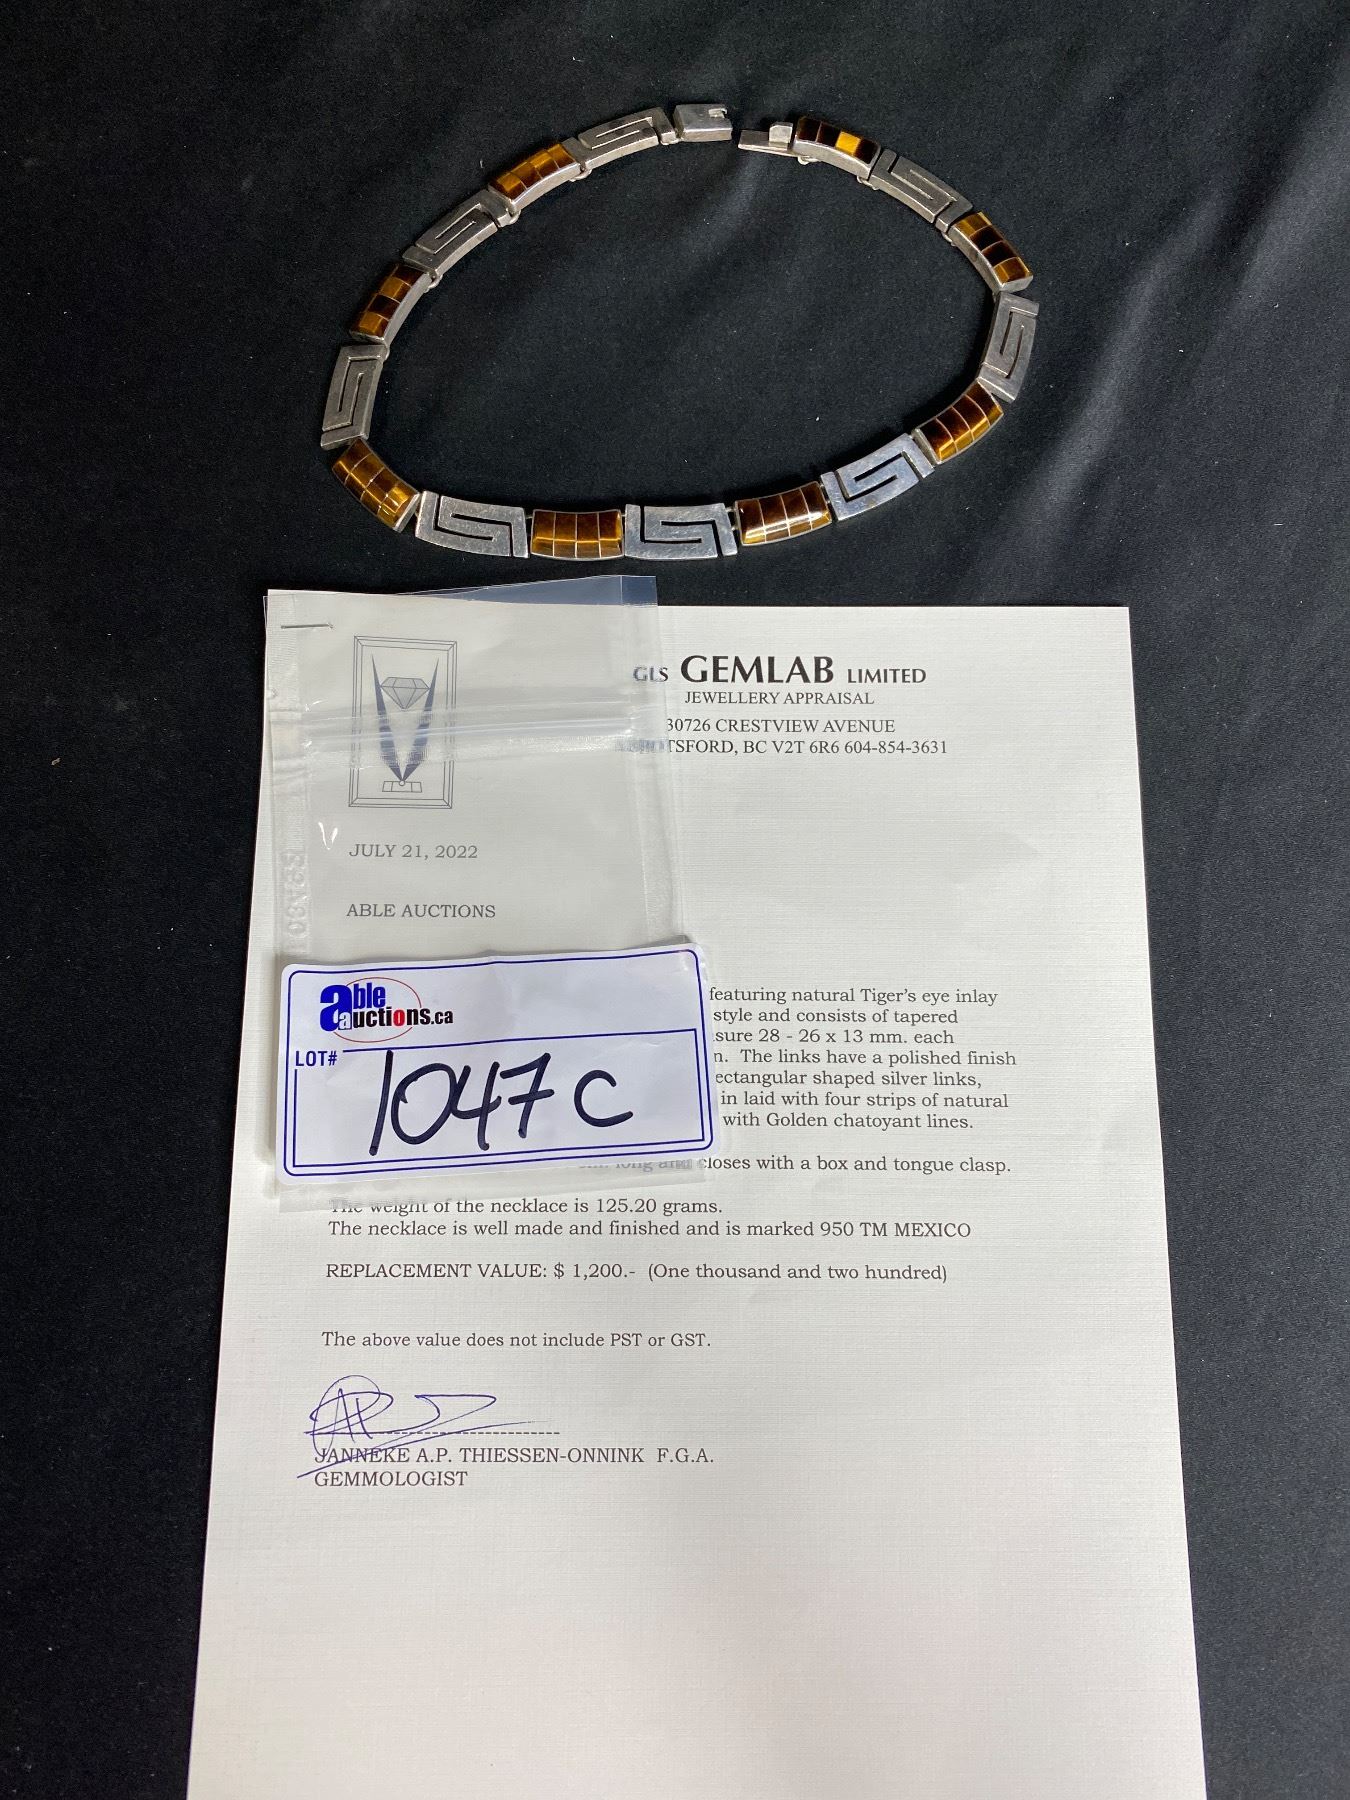 GLS GEMLAB LIMITED
JEWELLERY APPRAISAL
30726 CRESTVIEW AVENUE
TSFORD, BC V2T 6R6 604-854-3631
JULY 21, 2022
ABLE AUCTIONS
able
auctions.ca
LOT#
1047 C
featuring natural Tiger's eye inlay
style and consists of tapered
sure 28 - 26 x 13 mm. each
n. The links have a polished finish
ectangular shaped silver links,
in laid with four strips of natural
with Golden chatoyant lines.
long and closes with a box and tongue clasp.
The weight of the necklace is 125.20 grams.
The necklace is well made and finished and is marked 950 TM MEXICO
REPLACEMENT VALUE: $ 1,200.- (One thousand and two hundred)
The above value does not include PST or GST.
JANNEKE A.P. THIESSEN-ONNINK F.G.A.
GEMMOLOGIST